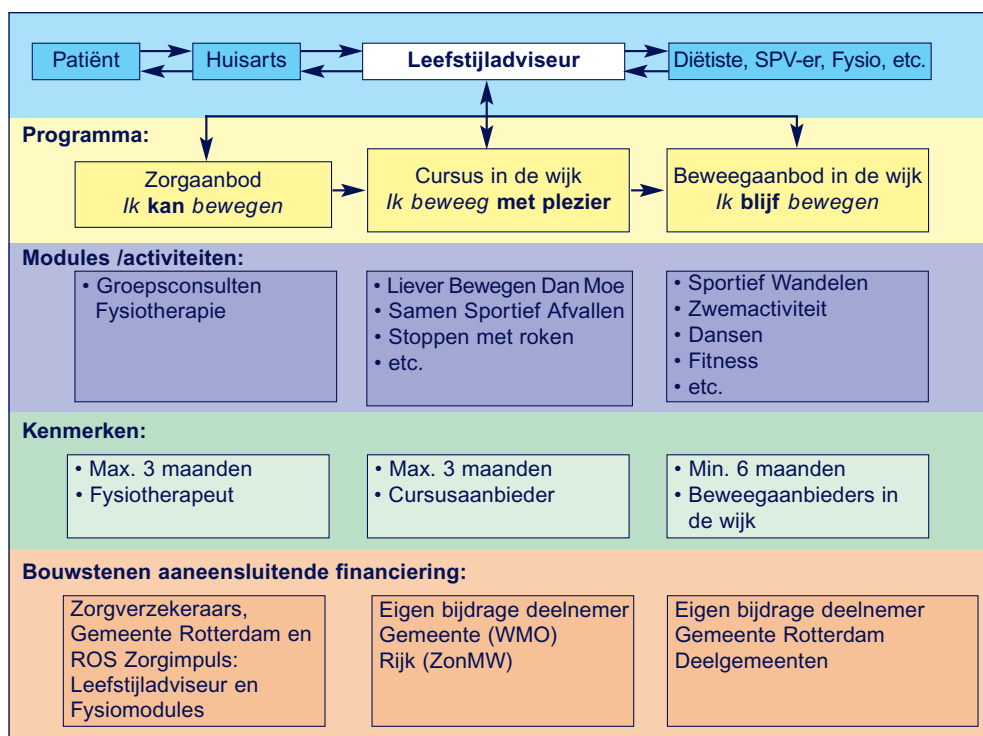 Patiënt
Huisarts
Leefstijladviseur
Diëtiste, SPV-er, Fysio, etc.
Programma:
Zorgaanbod
Ik kan bewegen
Cursus in de wijk
Ik beweeg met plezier
Beweegaanbod in de wijk
Ik blijf bewegen
Modules /activiteiten:
• Groepsconsulten
Fysiotherapie
• Liever Bewegen Dan Moe
• Samen Sportief Afvallen
• Stoppen met roken
• etc.
• Sportief Wandelen
• Zwemactiviteit
• Dansen
• Fitness
• etc.
Kenmerken:
• Max. 3 maanden
• Fysiotherapeut
• Max. 3 maanden
• Cursusaanbieder
• Min. 6 maanden
• Beweegaanbieders in
de wijk
Bouwstenen aaneensluitende financiering:
Zorgverzekeraars,
Gemeente Rotterdam en
ROS Zorgimpuls:
Leefstijladviseur en
Fysiomodules
Eigen bijdrage deelnemer
Gemeente (WMO)
Rijk (ZonMW)
Eigen bijdrage deelnemer
Gemeente Rotterdam
Deelgemeenten